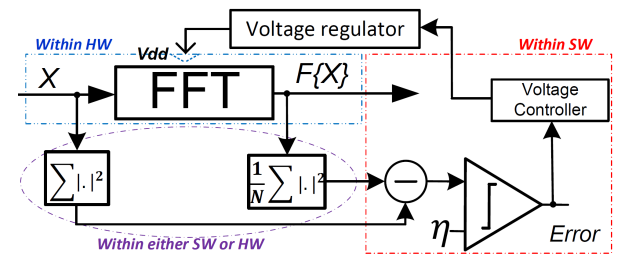 Voltage regulator
Within HW
Vdd
Within SW
X
FFT
F{X}
Voltage
Controller
∑|.|²
1/N ∑|.|²
−
η
Error
Within either SW or HW